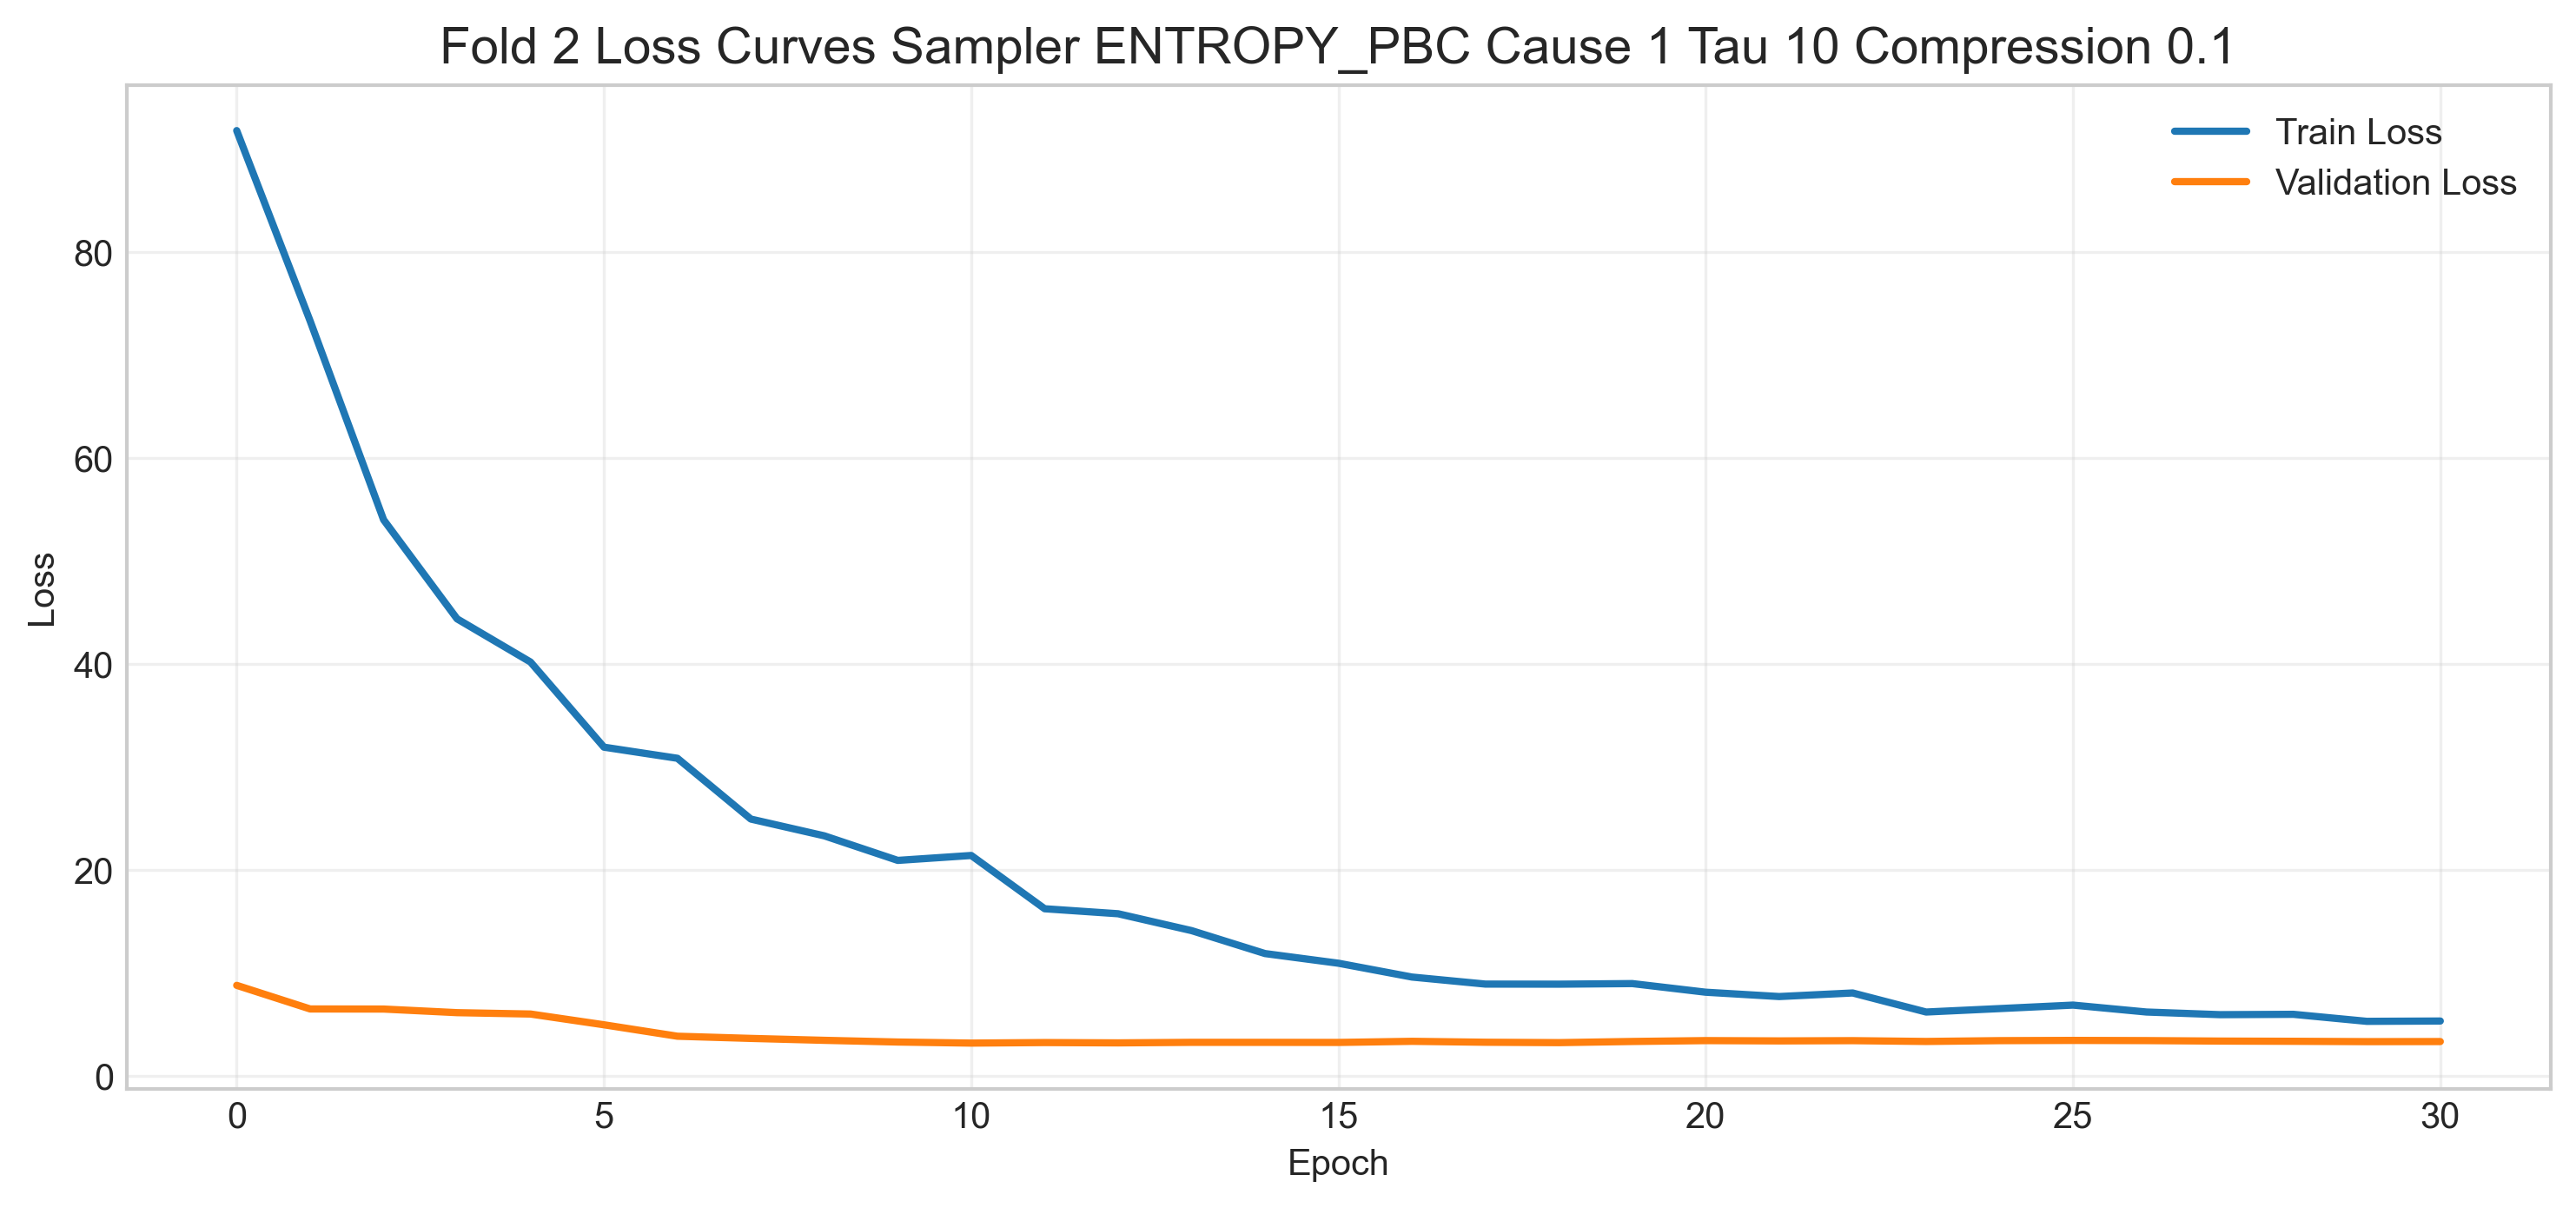 Fold 2 Loss Curves Sampler ENTROPY_PBC Cause 1 Tau 10 Compression 0.1
Train Loss
Validation Loss
80
60
40
20
0
Loss
0 5 10 15 20 25 30
Epoch